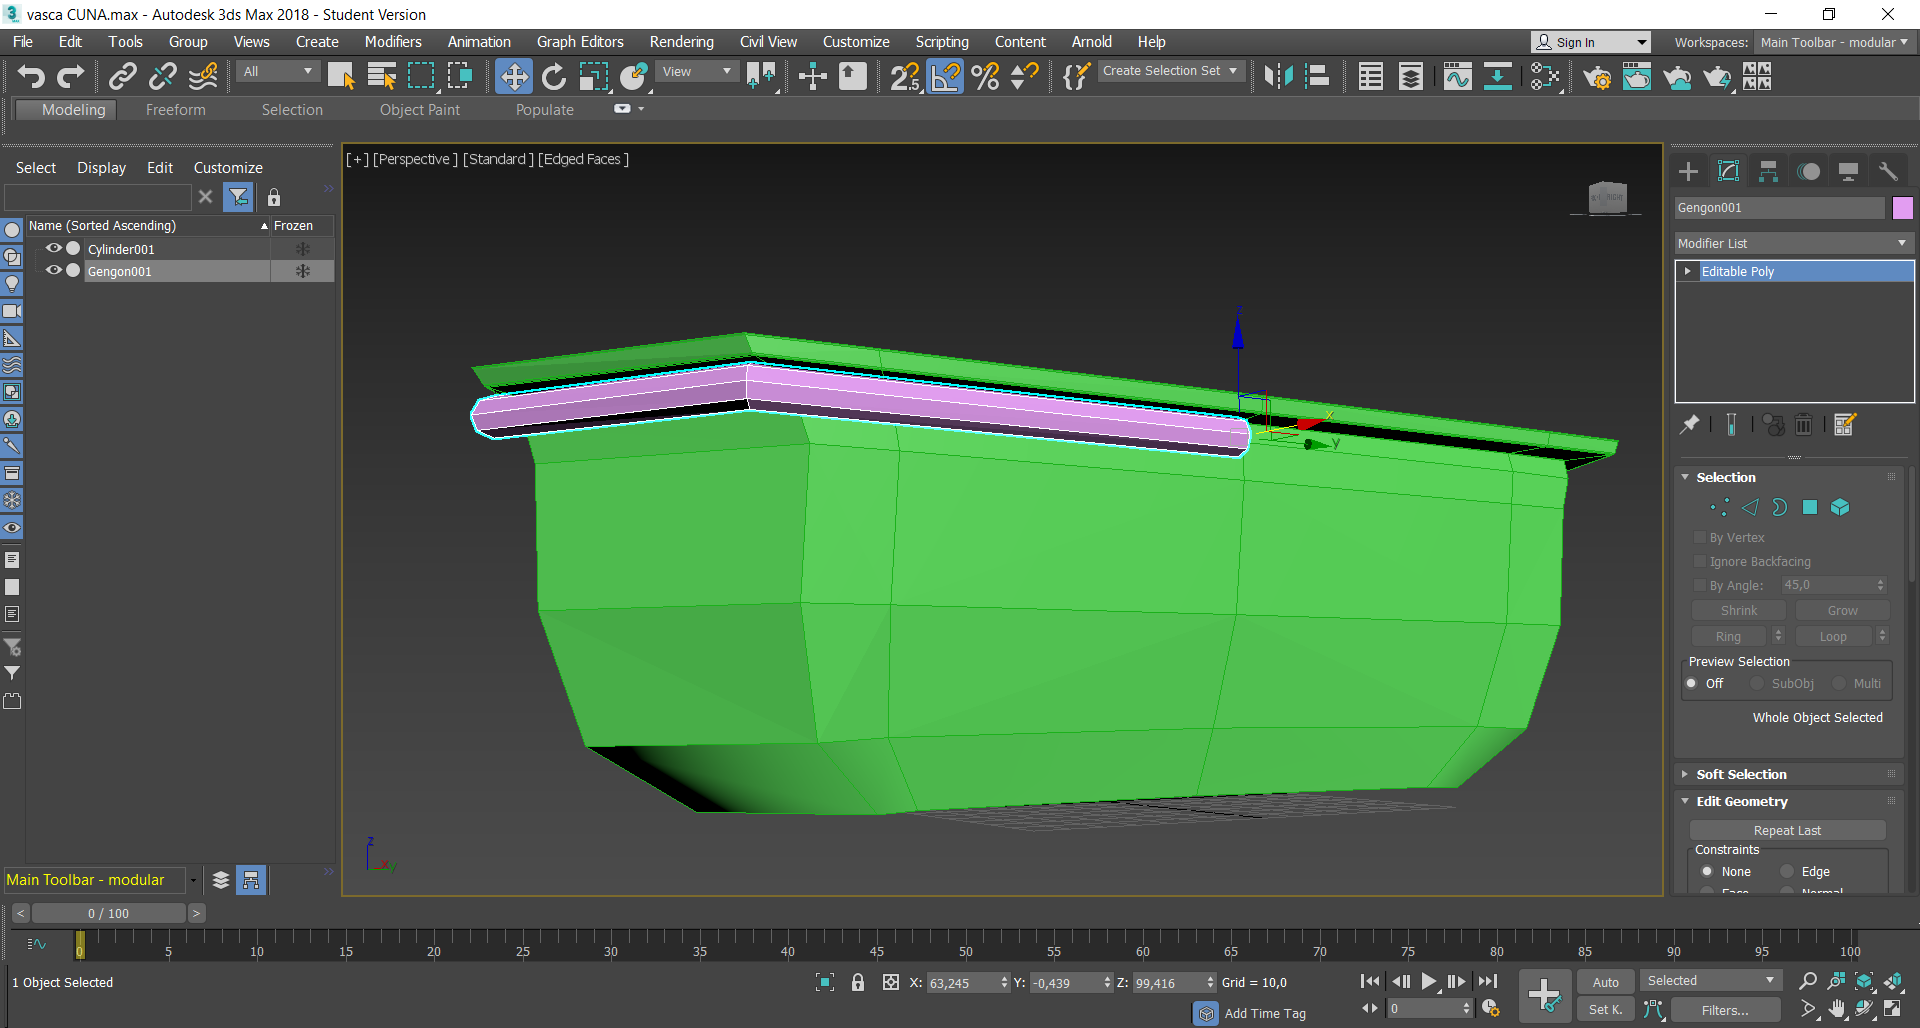 vasca CUNA.max - Autodesk 3ds Max 2018 - Student Version
File Edit Tools Group Views Create Modifiers Animation Graph Editors Rendering Civil View Customize Scripting Content Arnold Help
Sign In Workspaces: Main Toolbar - modular
All View 2.5 Create Selection Set
Modeling Freeform Selection Object Paint Populate
Select Display Edit Customize
[+] [Perspective ] [Standard ] [Edged Faces ]
Name (Sorted Ascending) Frozen
Cylinder001
Gengon001
RIGHT
z
x
y
z
x
y
Gengon001
Modifier List
Editable Poly
Selection
By Vertex
Ignore Backfacing
By Angle: 45,0
Shrink Grow
Ring Loop
Preview Selection
Off SubObj Multi
Whole Object Selected
Soft Selection
Edit Geometry
Repeat Last
Constraints
None Edge
Face Normal
Main Toolbar - modular
< 0 / 100 >
0 5 10 15 20 25 30 35 40 45 50 55 60 65 70 75 80 85 90 95 100
1 Object Selected X: 63,245 Y: -0,439 Z: 99,416 Grid = 10,0 Auto Selected
Add Time Tag 0 Set K. Filters...